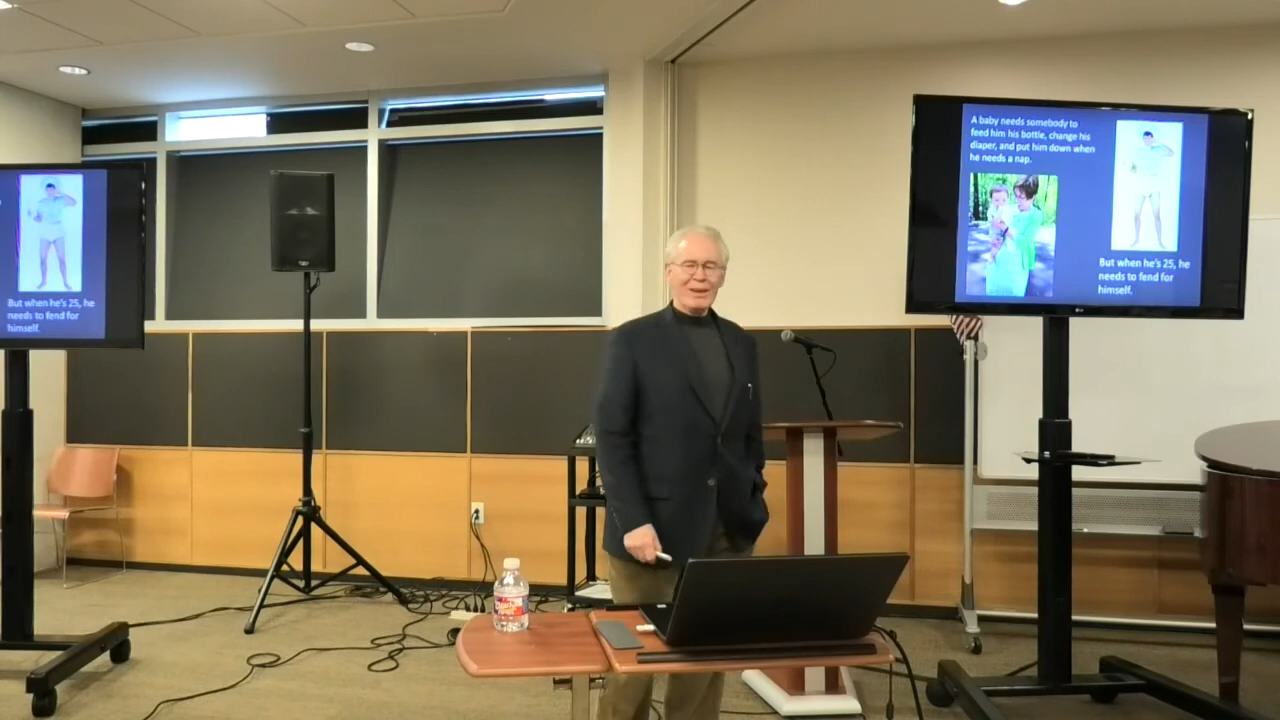 But when he's 25, he
needs to fend for
himself.
A baby needs somebody to
feed him his bottle, change his
diaper, and put him down when
he needs a nap.
But when he's 25, he
needs to fend for
himself.
LG